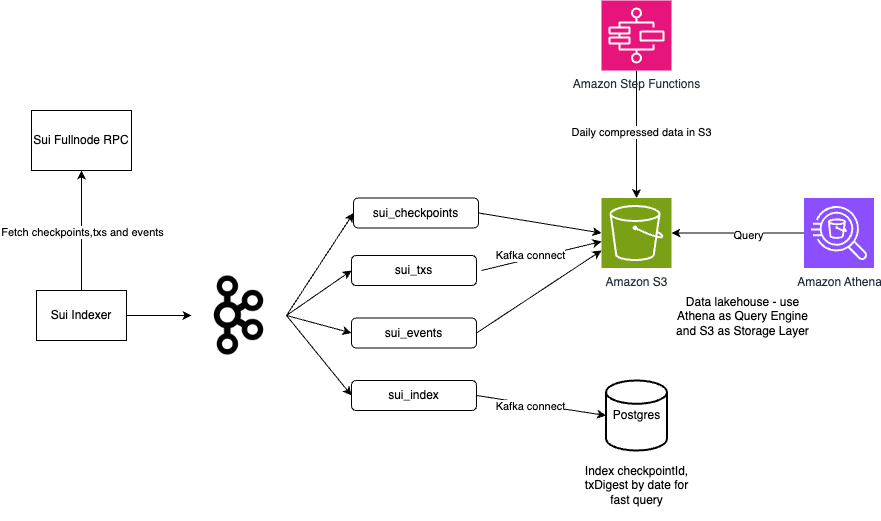 Amazon Step Functions
Daily compressed data in S3
Sui Fullnode RPC
Fetch checkpoints,txs and events
Sui Indexer
sui_checkpoints
sui_txs
sui_events
sui_index
Kafka connect
Kafka connect
Amazon S3
Query
Amazon Athena
Data lakehouse - use
Athena as Query Engine
and S3 as Storage Layer
Postgres
Index checkpointId,
txDigest by date for
fast query